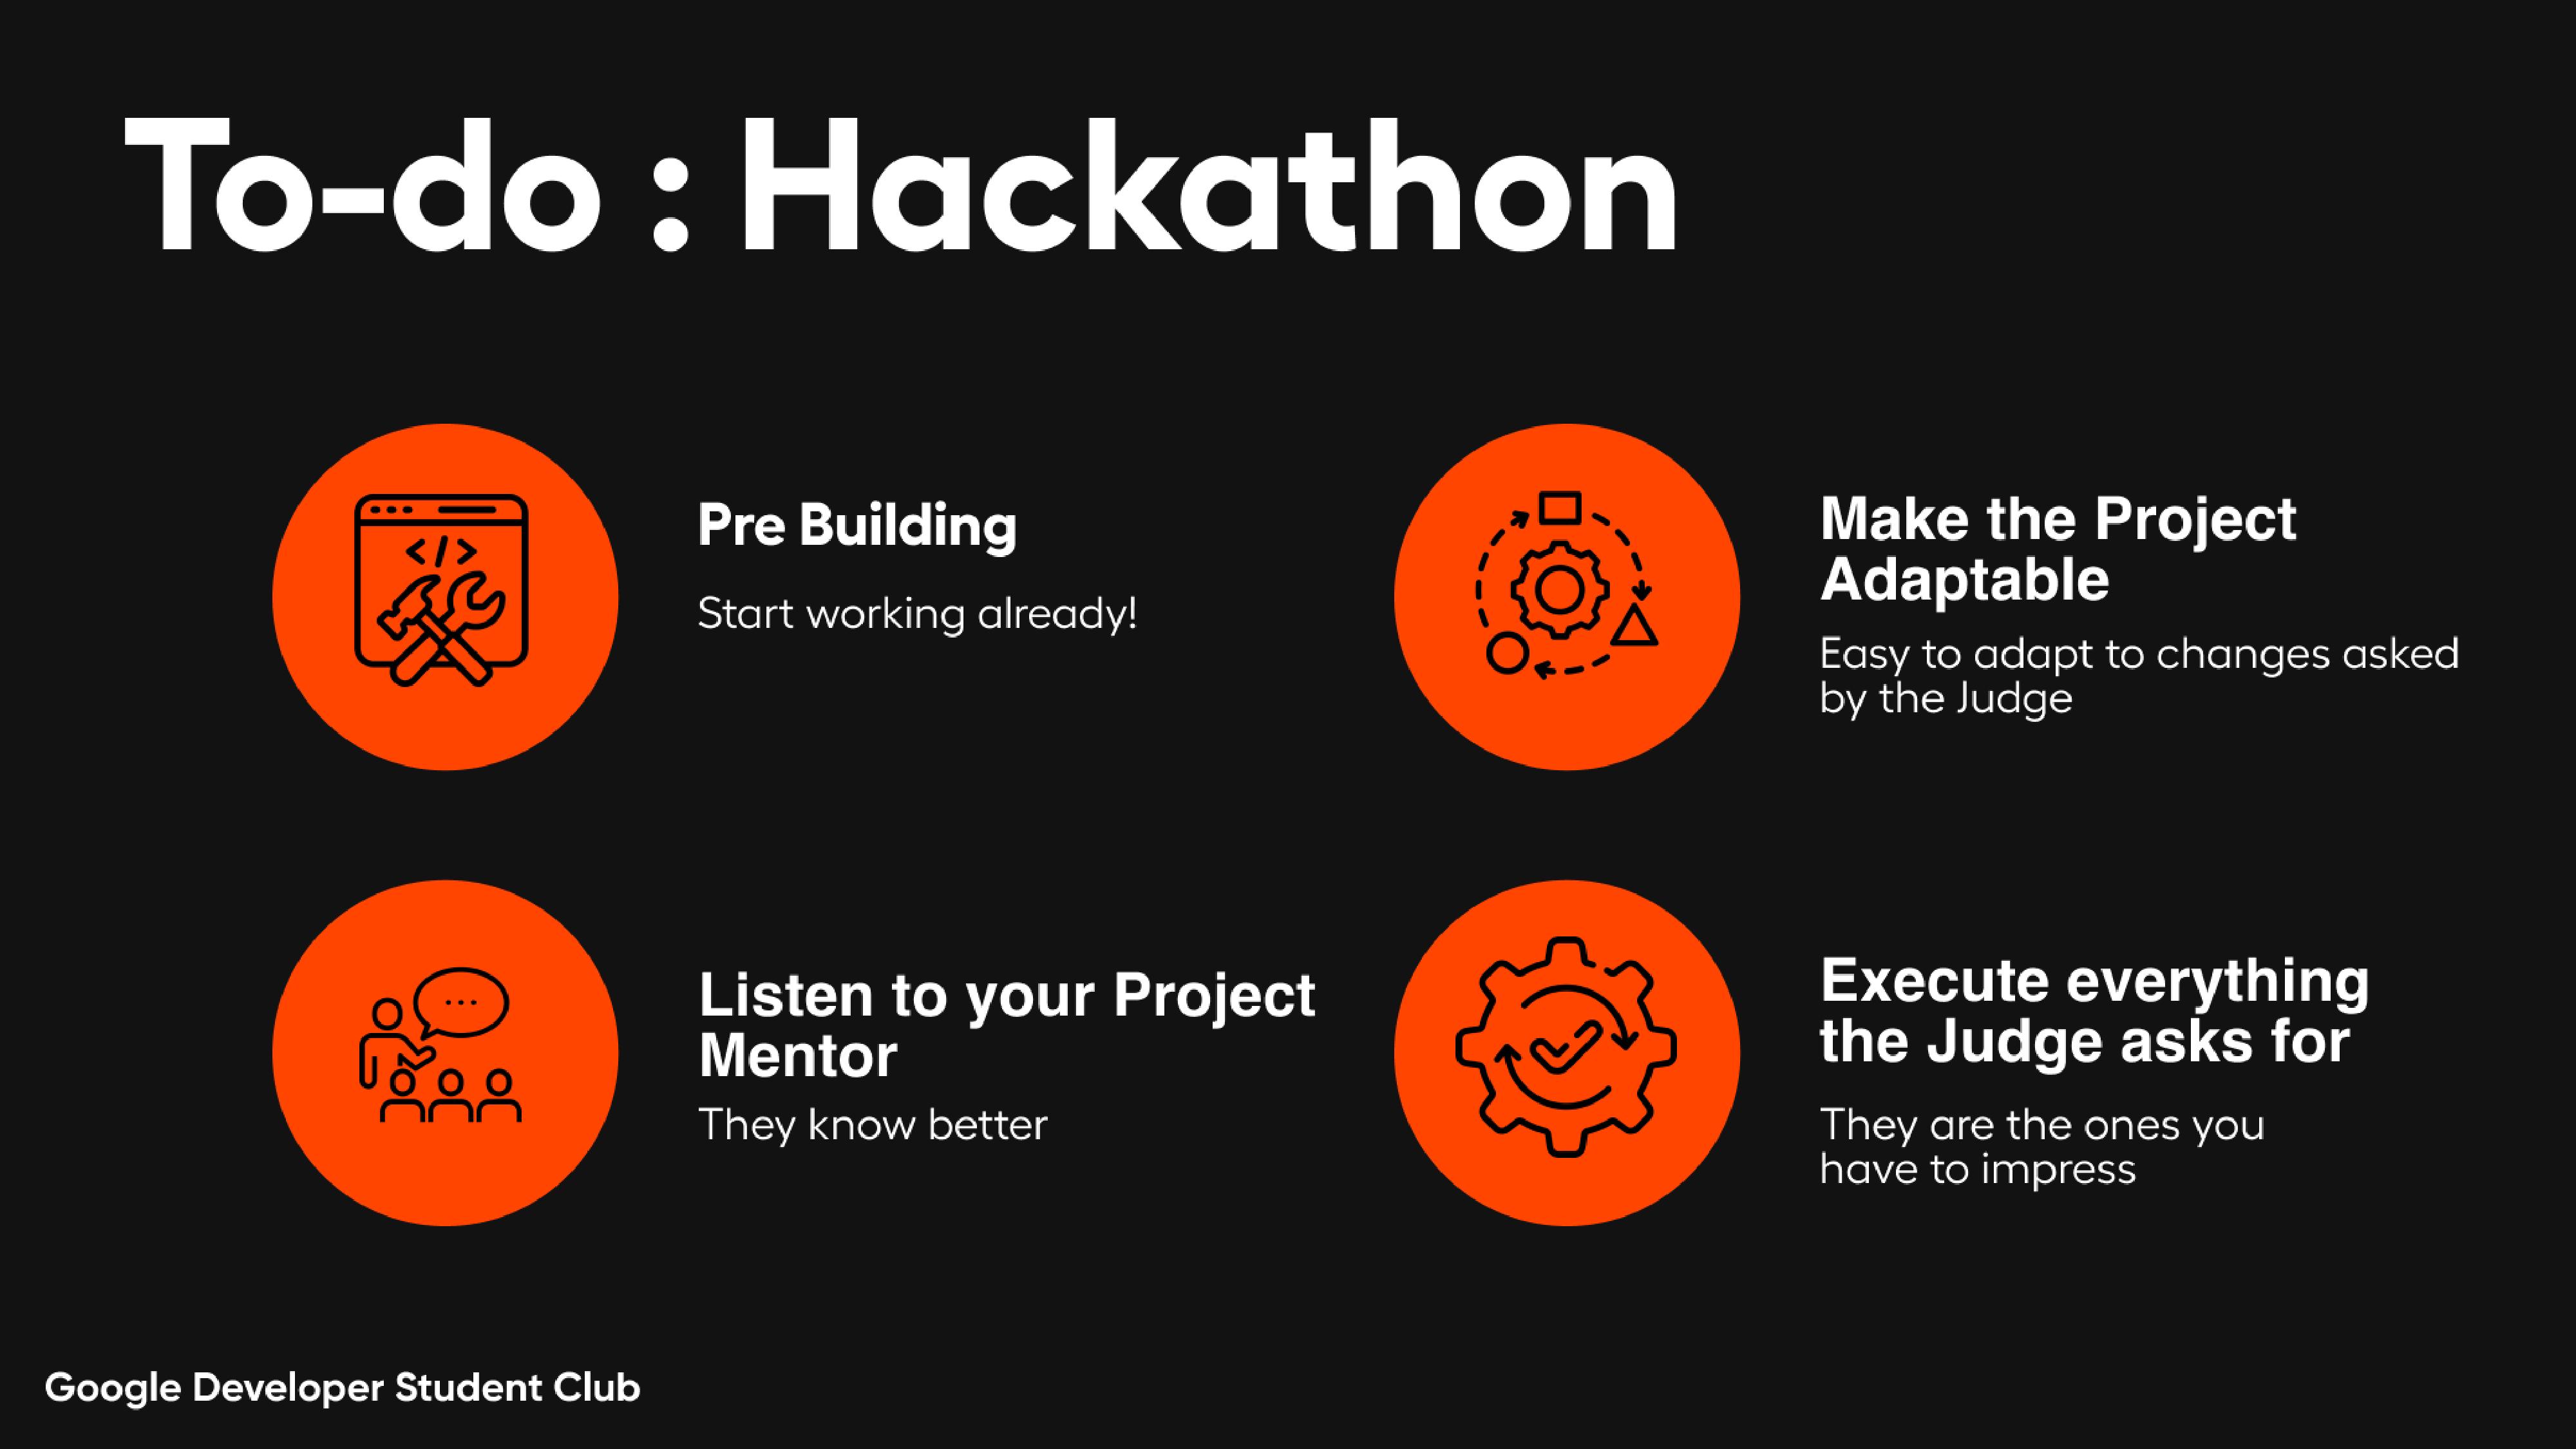 To-do : Hackathon
Pre Building
Start working already!
Make the Project
Adaptable
Easy to adapt to changes asked
by the Judge
Listen to your Project
Mentor
They know better
Execute everything
the Judge asks for
They are the ones you
have to impress
Google Developer Student Club